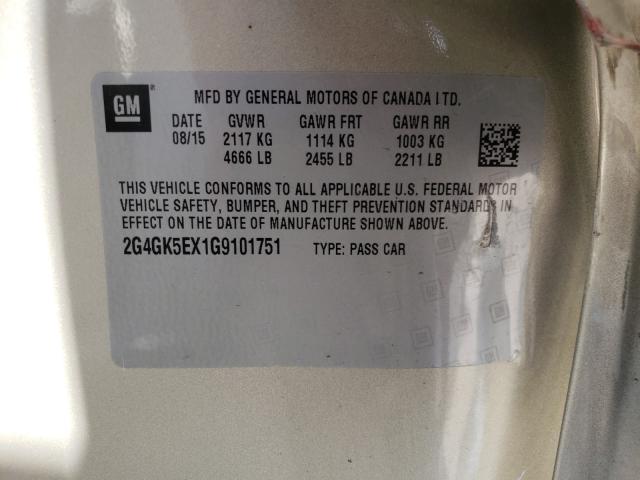 GM
MFD BY GENERAL MOTORS OF CANADA LTD.
DATE GVWR GAWR FRT GAWR RR
08/15 2117 KG 1114 KG 1003 KG
4666 LB 2455 LB 2211 LB
THIS VEHICLE CONFORMS TO ALL APPLICABLE U.S. FEDERAL MOTOR
VEHICLE SAFETY, BUMPER, AND THEFT PREVENTION STANDARDS IN
EFFECT ON THE DATE OF MANUFACTURE SHOWN ABOVE.
2G4GK5EX1G9101751 TYPE: PASS CAR